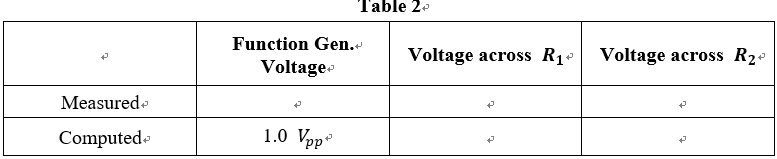 Table 2
Function Gen. Voltage Voltage across R₁ Voltage across R₂
Measured
Computed 1.0 Vₚₚ